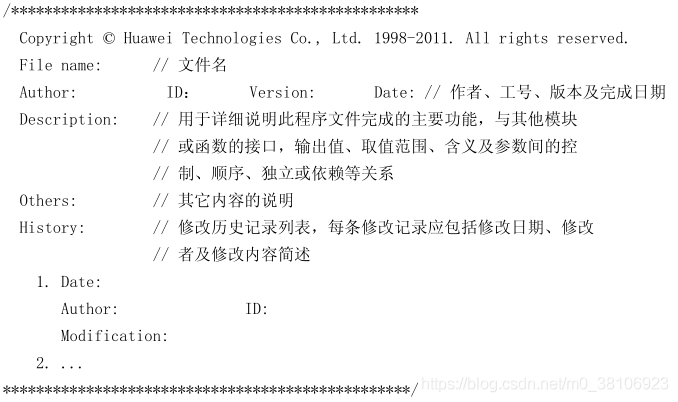 /*************************************************
Copyright © Huawei Technologies Co., Ltd. 1998-2011. All rights reserved.
File name: // 文件名
Author: ID: Version: Date: // 作者、工号、版本及完成日期
Description: // 用于详细说明此程序文件完成的主要功能，与其他模块
// 或函数的接口，输出值、取值范围、含义及参数间的控
// 制、顺序、独立或依赖等关系
Others: // 其它内容的说明
History: // 修改历史记录列表，每条修改记录应包括修改日期、修改
// 者及修改内容简述
1. Date:
Author: ID:
Modification:
2. ...
*************************************************/
https://blog.csdn.net/m0_38106923